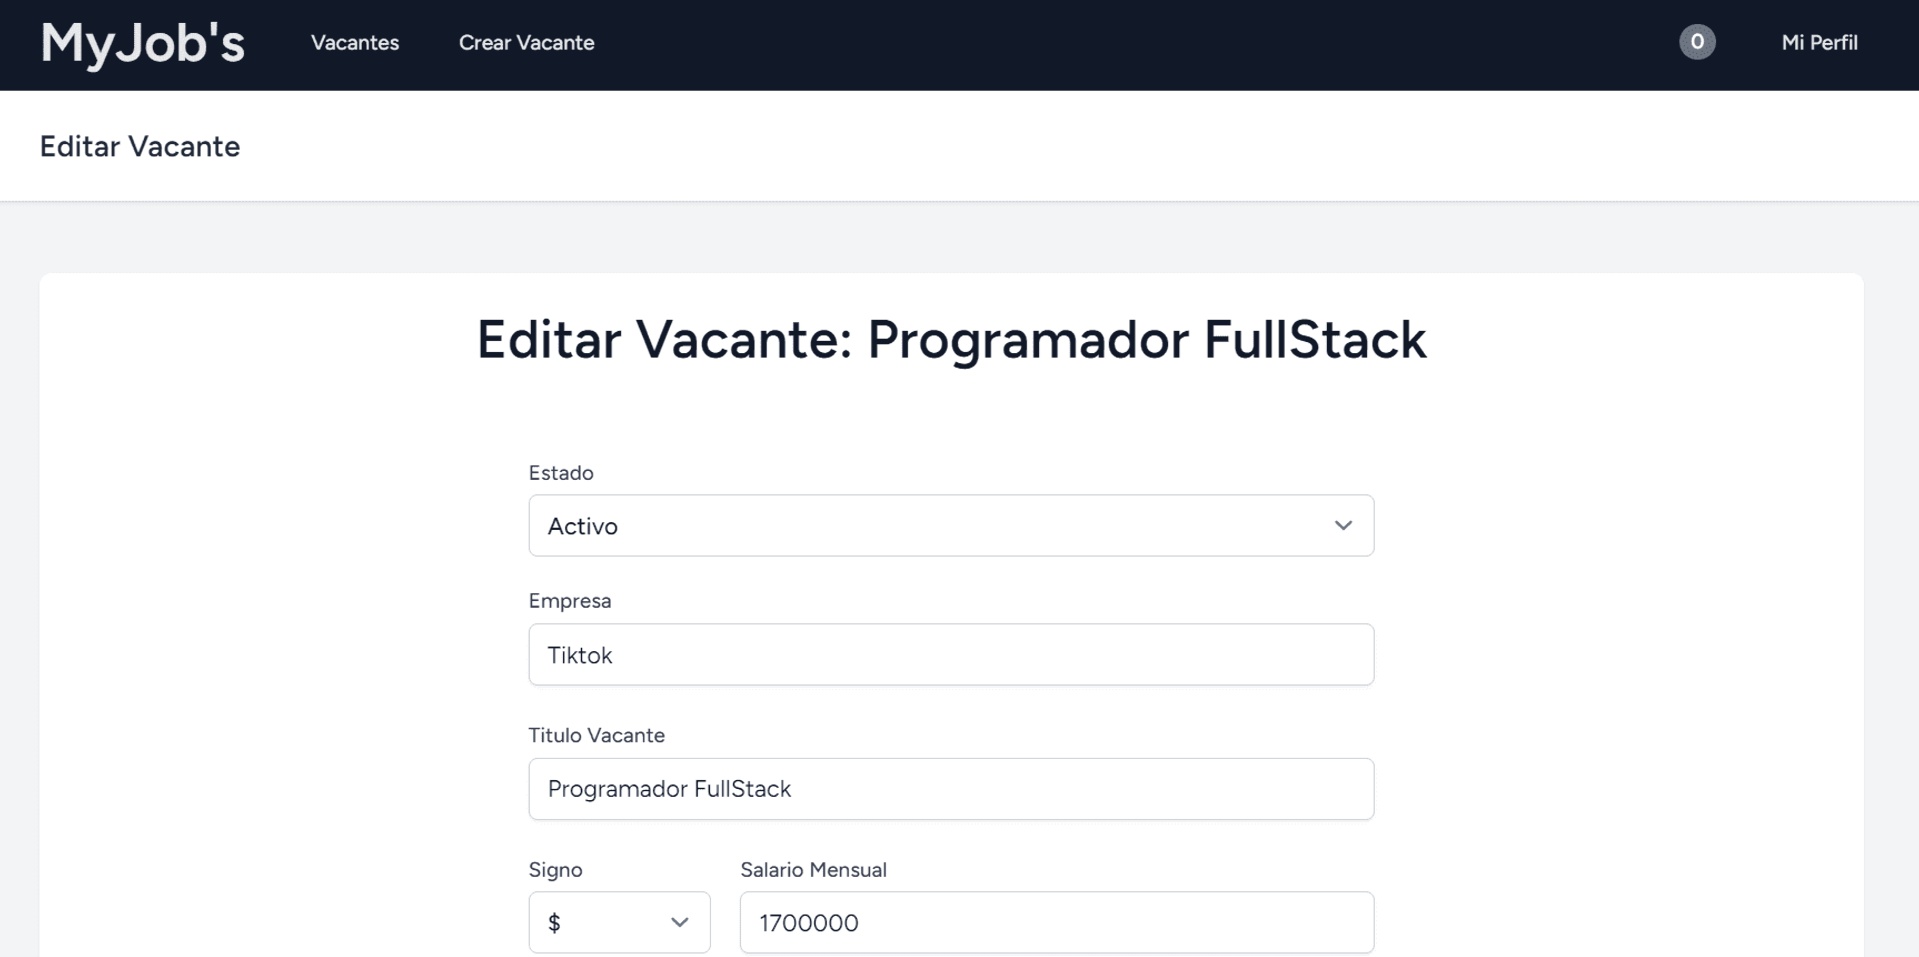 MyJob's Vacantes Crear Vacante 0 Mi Perfil
Editar Vacante
Editar Vacante: Programador FullStack
Estado
Activo
Empresa
Tiktok
Titulo Vacante
Programador FullStack
Signo Salario Mensual
$ 1700000